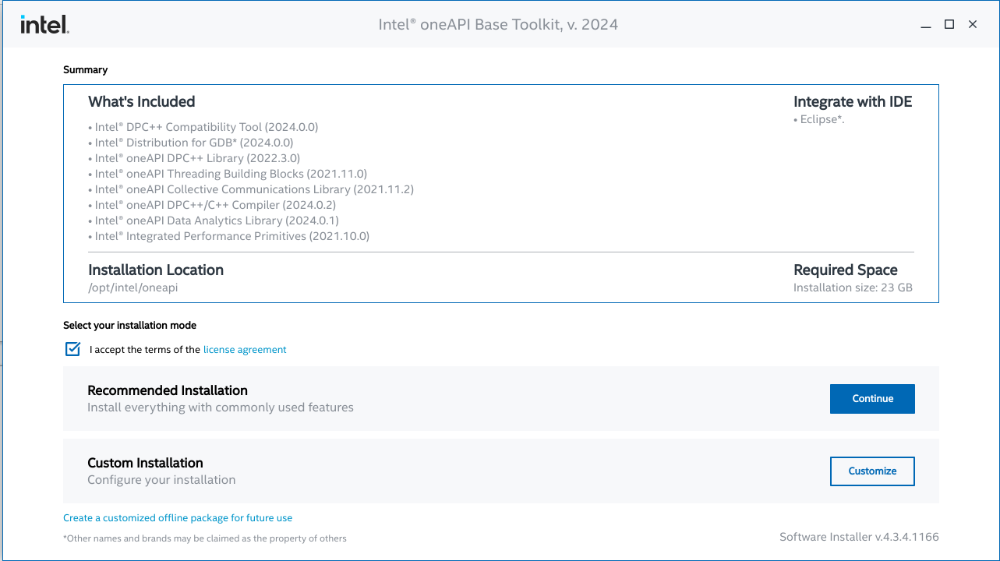 intel.
Intel® oneAPI Base Toolkit, v. 2024
Summary
What's Included
• Intel® DPC++ Compatibility Tool (2024.0.0)
• Intel® Distribution for GDB* (2024.0.0)
• Intel® oneAPI DPC++ Library (2022.3.0)
• Intel® oneAPI Threading Building Blocks (2021.11.0)
• Intel® oneAPI Collective Communications Library (2021.11.2)
• Intel® oneAPI DPC++/C++ Compiler (2024.0.2)
• Intel® oneAPI Data Analytics Library (2024.0.1)
• Intel® Integrated Performance Primitives (2021.10.0)
Integrate with IDE
• Eclipse*.
Installation Location
/opt/intel/oneapi
Required Space
Installation size: 23 GB
Select your installation mode
I accept the terms of the license agreement
Recommended Installation
Install everything with commonly used features
Continue
Custom Installation
Configure your installation
Customize
Create a customized offline package for future use
*Other names and brands may be claimed as the property of others
Software Installer v.4.3.4.1166